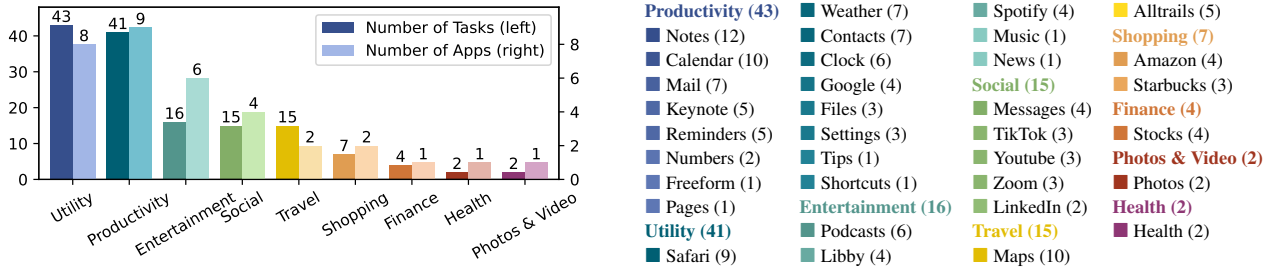 43
8
41
9
16
6
15
4
15
2
7
2
4
1
2
1
2
1
Number of Tasks (left)
Number of Apps (right)
40
30
20
10
0
8
6
4
2
0
Utility
Productivity
Entertainment
Social
Travel
Shopping
Finance
Health
Photos & Video
Productivity (43)
Notes (12)
Calendar (10)
Mail (7)
Keynote (5)
Reminders (5)
Numbers (2)
Freeform (1)
Pages (1)
Utility (41)
Safari (9)
Weather (7)
Contacts (7)
Clock (6)
Google (4)
Files (3)
Settings (3)
Tips (1)
Shortcuts (1)
Entertainment (16)
Podcasts (6)
Libby (4)
Spotify (4)
Music (1)
News (1)
Social (15)
Messages (4)
TikTok (3)
Youtube (3)
Zoom (3)
LinkedIn (2)
Travel (15)
Maps (10)
Alltrails (5)
Shopping (7)
Amazon (4)
Starbucks (3)
Finance (4)
Stocks (4)
Photos & Video (2)
Photos (2)
Health (2)
Health (2)